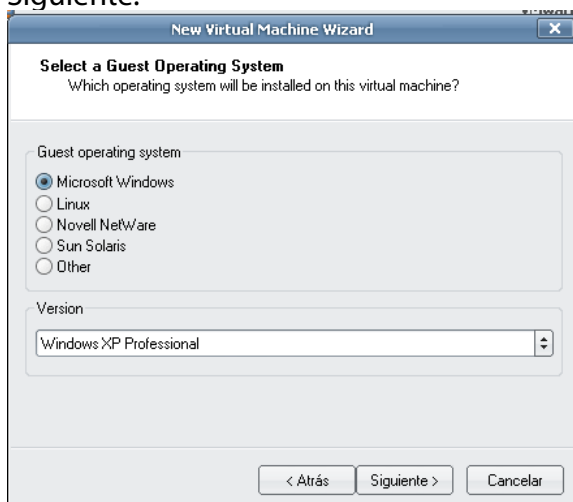 Siguiente.
New Virtual Machine Wizard
Select a Guest Operating System
Which operating system will be installed on this virtual machine?
Guest operating system
Microsoft Windows
Linux
Novell NetWare
Sun Solaris
Other
Version
Windows XP Professional
< Atrás Siguiente > Cancelar